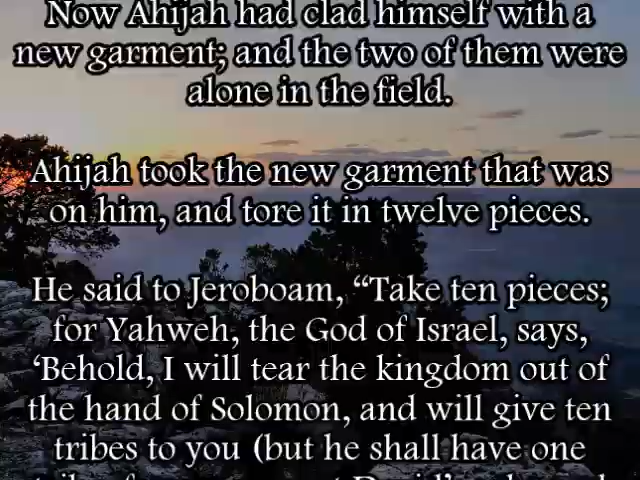 Now Ahijah had clad himself with a
new garment; and the two of them were
alone in the field.
Ahijah took the new garment that was
on him, and tore it in twelve pieces.
He said to Jeroboam, “Take ten pieces;
for Yahweh, the God of Israel, says,
‘Behold, I will tear the kingdom out of
the hand of Solomon, and will give ten
tribes to you (but he shall have one